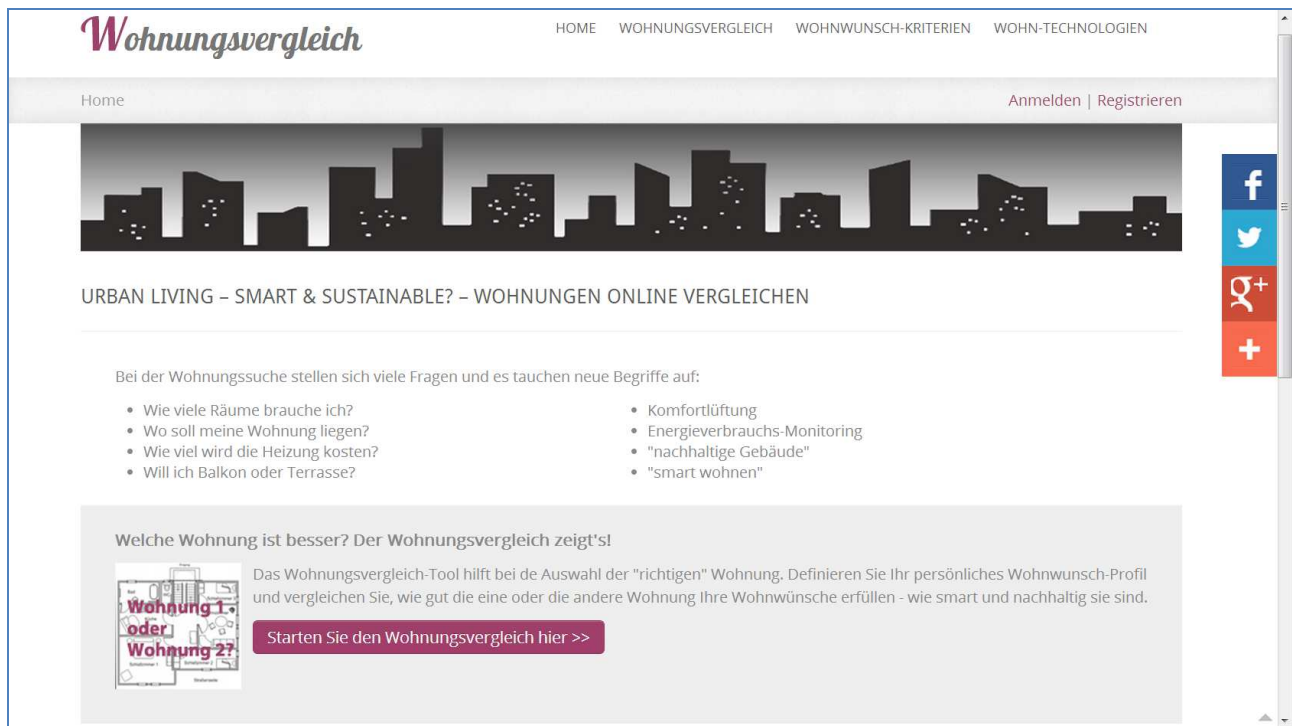 Wohnungsvergleich
HOME WOHNUNGSVERGLEICH WOHNWUNSCH-KRITERIEN WOHN-TECHNOLOGIEN
Home
Anmelden | Registrieren
f
g+
+
URBAN LIVING – SMART & SUSTAINABLE? – WOHNUNGEN ONLINE VERGLEICHEN
Bei der Wohnungssuche stellen sich viele Fragen und es tauchen neue Begriffe auf:
• Wie viele Räume brauche ich?
• Wo soll meine Wohnung liegen?
• Wie viel wird die Heizung kosten?
• Will ich Balkon oder Terrasse?
• Komfortlüftung
• Energieverbrauchs-Monitoring
• "nachhaltige Gebäude"
• "smart wohnen"
Welche Wohnung ist besser? Der Wohnungsvergleich zeigt's!
Wohnung 1
oder
Wohnung 2?
Das Wohnungsvergleich-Tool hilft bei de Auswahl der "richtigen" Wohnung. Definieren Sie Ihr persönliches Wohnwunsch-Profil
und vergleichen Sie, wie gut die eine oder die andere Wohnung Ihre Wohnwünsche erfüllen - wie smart und nachhaltig sie sind.
Starten Sie den Wohnungsvergleich hier >>